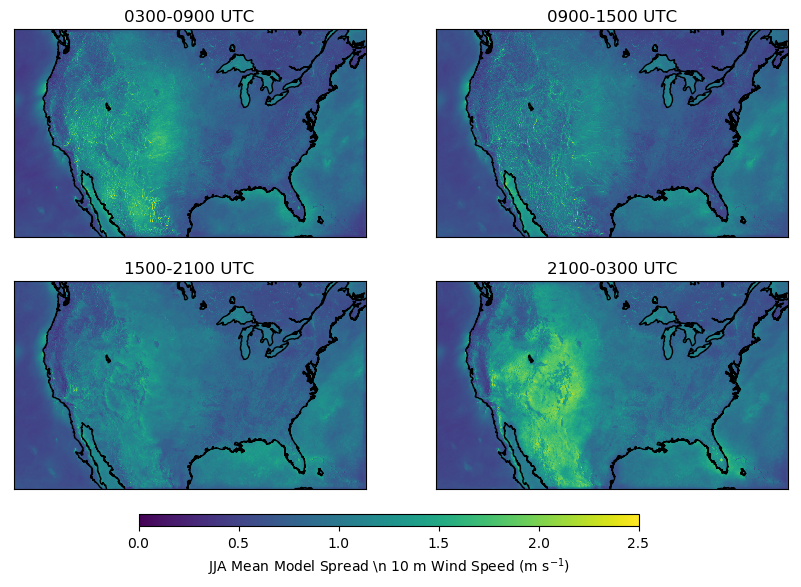 0300-0900 UTC
0900-1500 UTC
1500-2100 UTC
2100-0300 UTC
0.0 0.5 1.0 1.5 2.0 2.5
JJA Mean Model Spread \n 10 m Wind Speed (m s⁻¹)